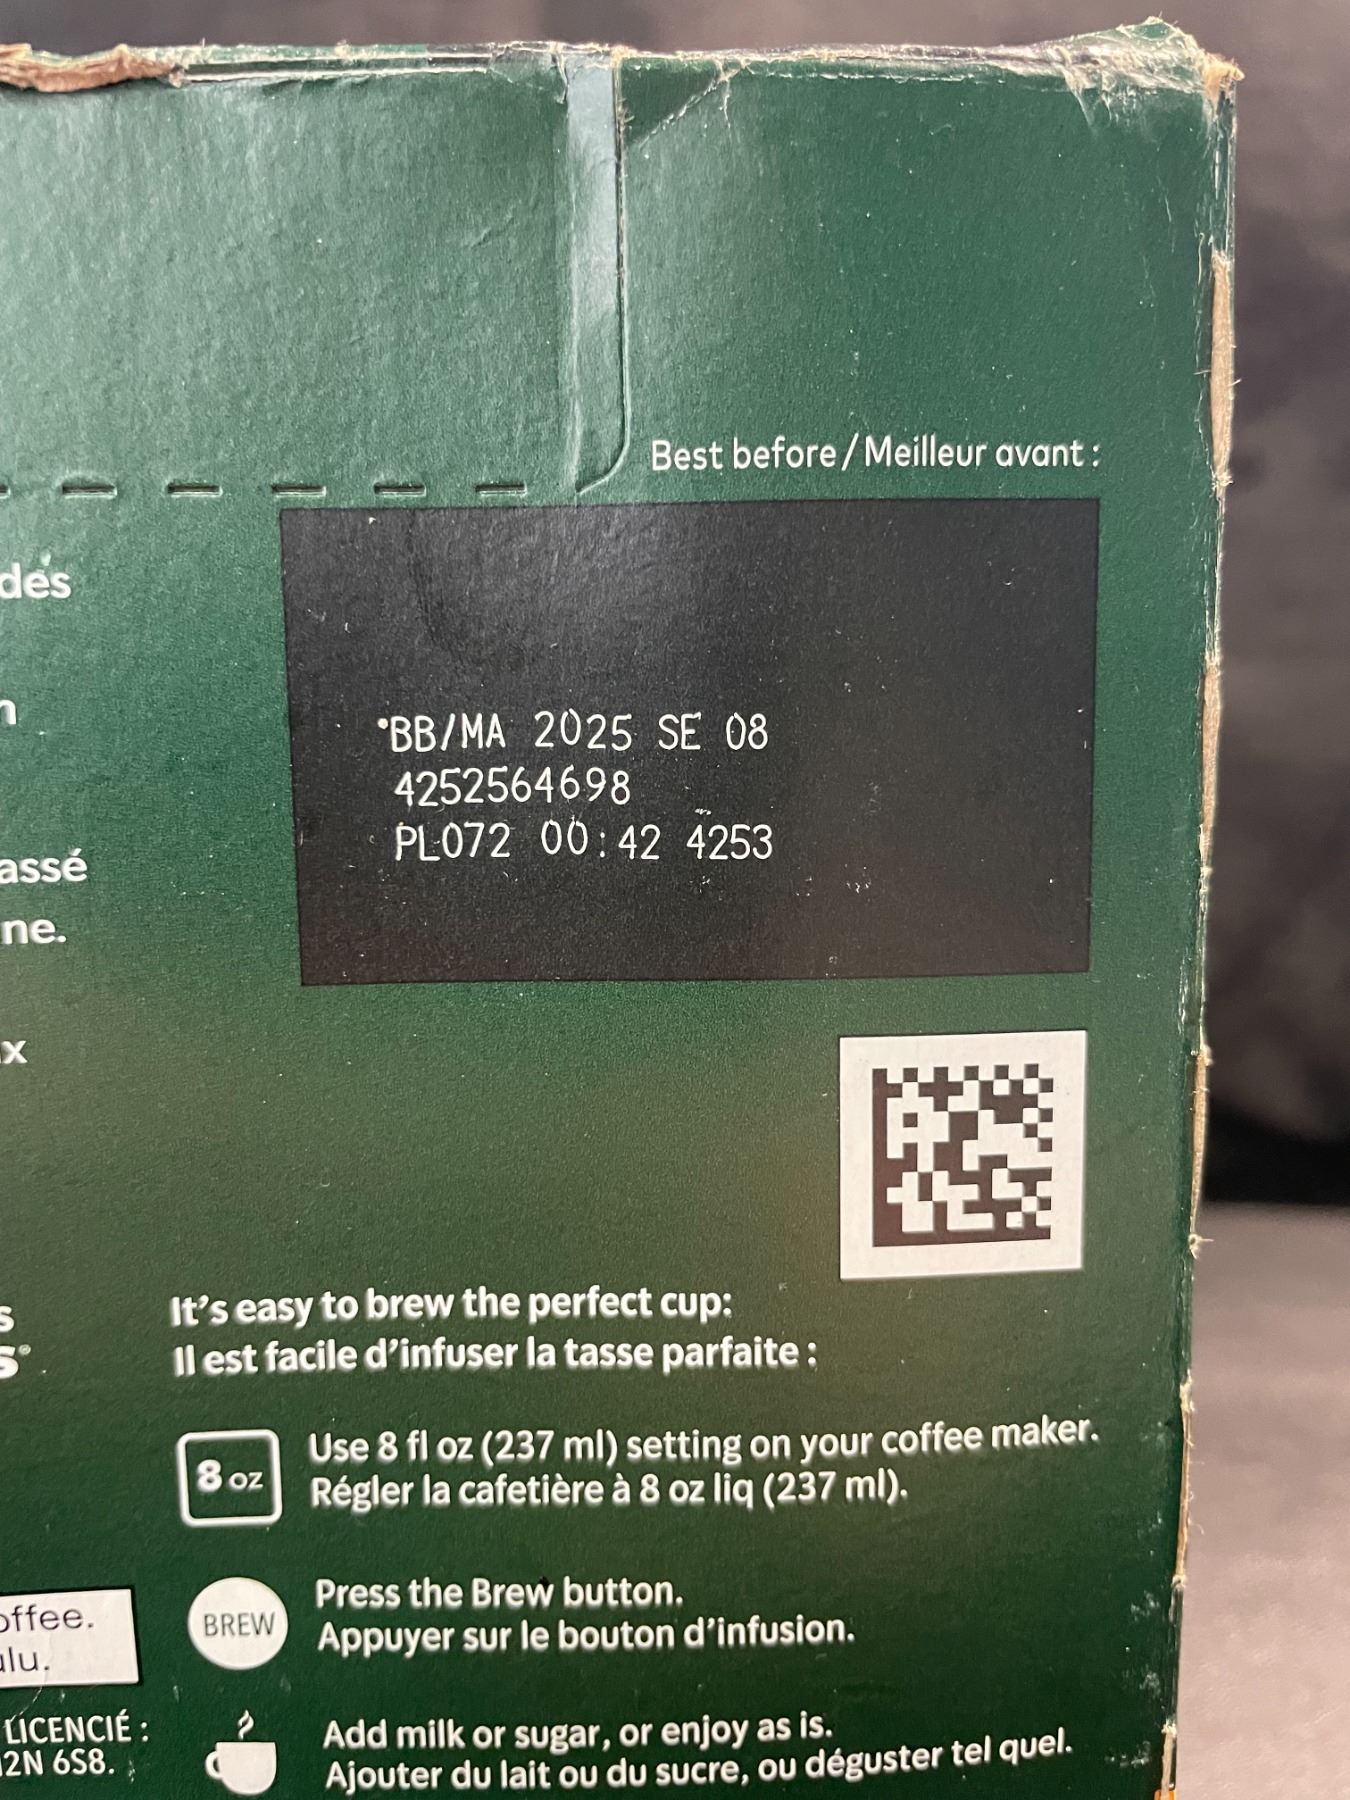 Best before / Meilleur avant :
BB/MA 2025 SE 08
4252564698
PL072 00:42 4253
dés
n
assé
ne.
x
s
s®
It's easy to brew the perfect cup:
Il est facile d'infuser la tasse parfaite :
8 oz
Use 8 fl oz (237 ml) setting on your coffee maker.
Régler la cafetière à 8 oz liq (237 ml).
BREW
Press the Brew button.
Appuyer sur le bouton d'infusion.
offee.
ulu.
LICENCIÉ :
2N 6S8.
Add milk or sugar, or enjoy as is.
Ajouter du lait ou du sucre, ou déguster tel quel.